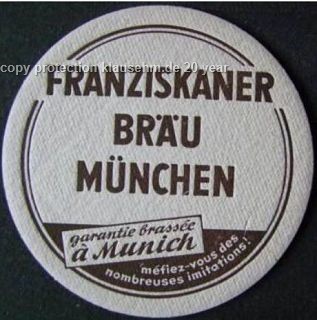 copy protection klausehm.de 20 year
FRANZISKANER
BRÄU
MÜNCHEN
garantie brassée
à Munich
méfiez-vous des
nombreuses imitations!